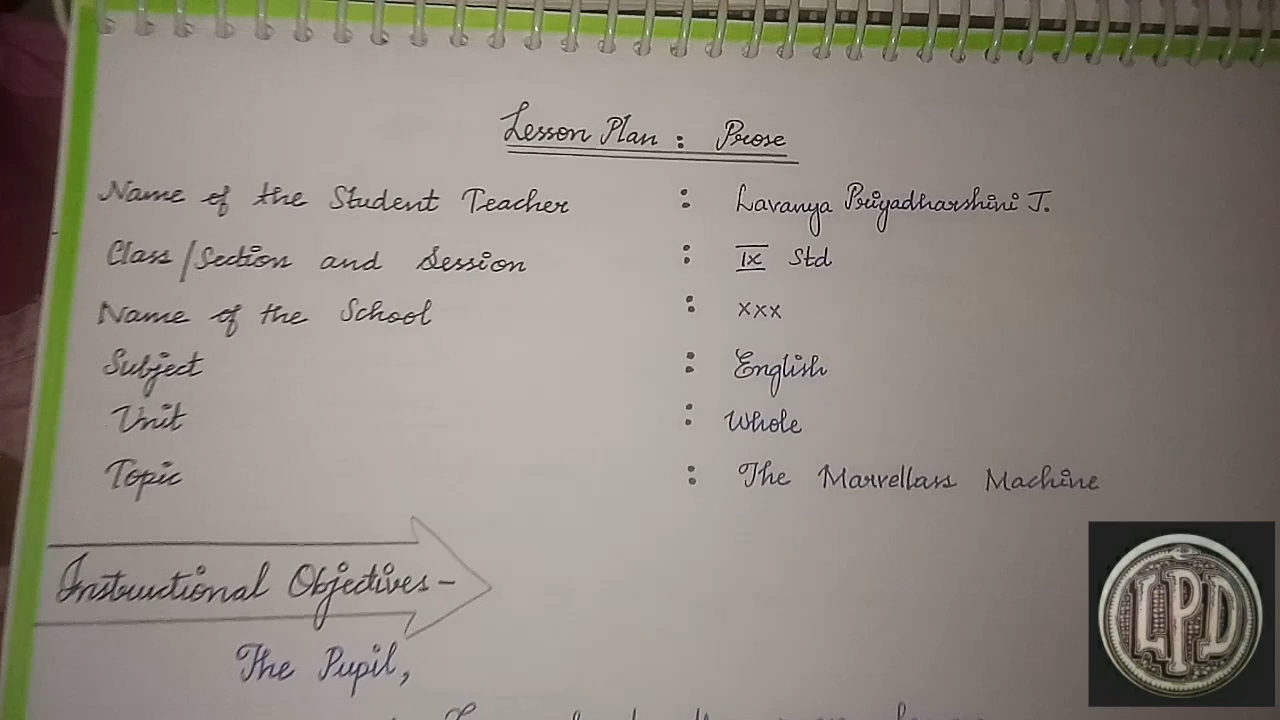 Lesson Plan : Prose
Name of the Student Teacher : Lavanya Priyadharshini J.
Class/Section and Session : IX Std
Name of the School : xxx
Subject : English
Unit : Whole
Topic : The Marvellass Machine
Instructional Objectives-
The Pupil,
LPD